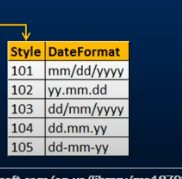 Style DateFormat
101 mm/dd/yyyy
102 yy.mm.dd
103 dd/mm/yyyy
104 dd.mm.yy
105 dd-mm-yy